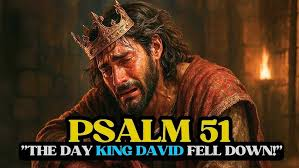 PSALM 51
"THE DAY KING DAVID FELL DOWN!"